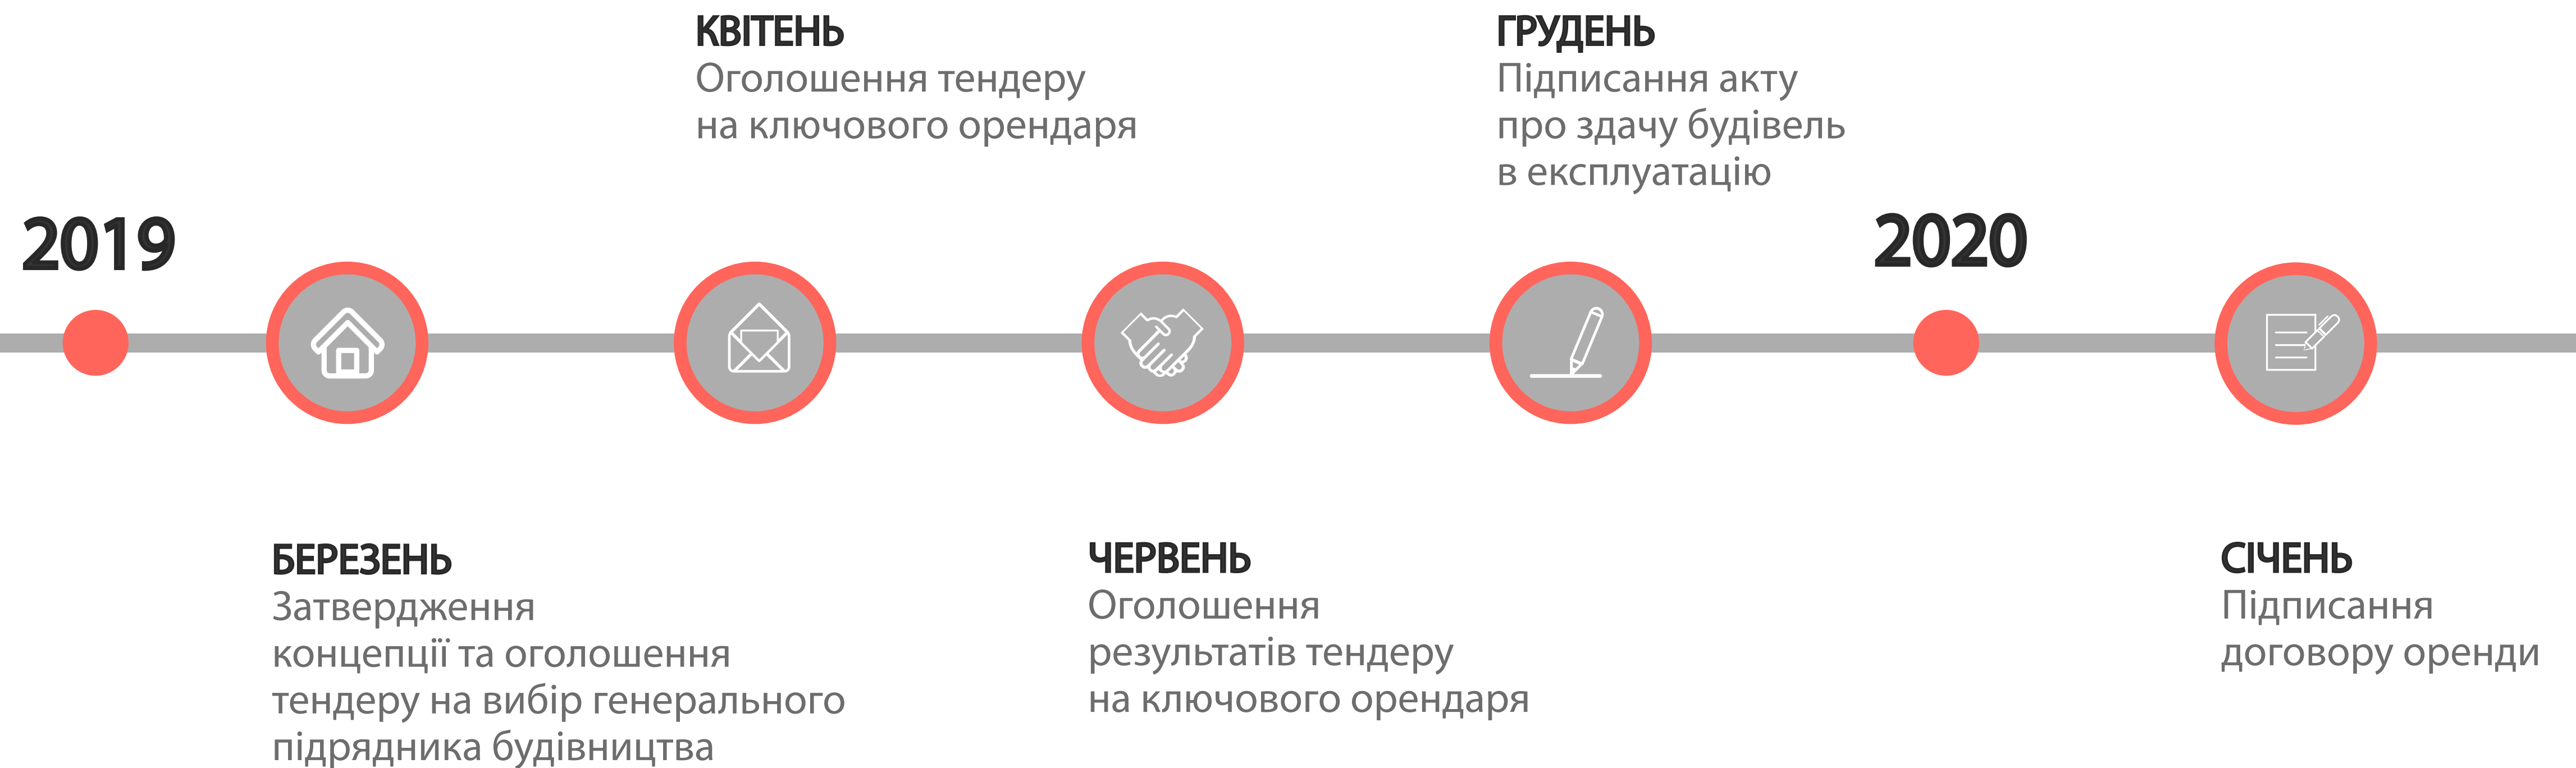 2019
БЕРЕЗЕНЬ
Затвердження
концепції та оголошення
тендеру на вибір генерального
підрядника будівництва
КВІТЕНЬ
Оголошення тендеру
на ключового орендаря
ЧЕРВЕНЬ
Оголошення
результатів тендеру
на ключового орендаря
ГРУДЕНЬ
Підписання акту
про здачу будівель
в експлуатацію
2020
СІЧЕНЬ
Підписання
договору оренди